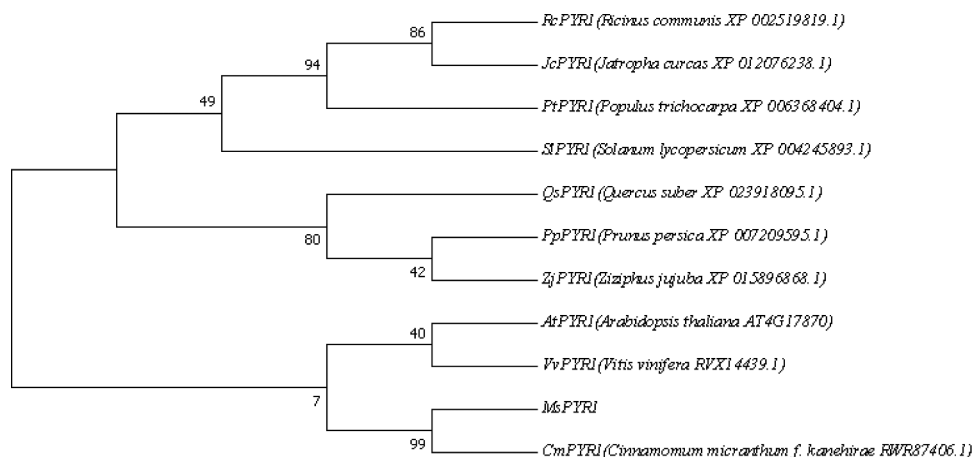 RcPYR1(Ricinus communis XP 002519819.1)
86
JcPYR1(Jatropha curcas XP 012076238.1)
94
PtPYR1(Populus trichocarpa XP 006368404.1)
49
SlPYR1(Solanum lycopersicum XP 004245893.1)
QsPYR1(Quercus suber XP 023918095.1)
80
PpPYR1(Prunus persica XP 007209595.1)
42
ZjPYR1(Ziziphus jujuba XP 015896868.1)
AtPYR1(Arabidopsis thaliana AT4G17870)
40
VvPYR1(Vitis vinifera RVX14439.1)
7
MsPYR1
99
CmPYR1(Cinnamomum micranthum f. kanehirae RWR87406.1)